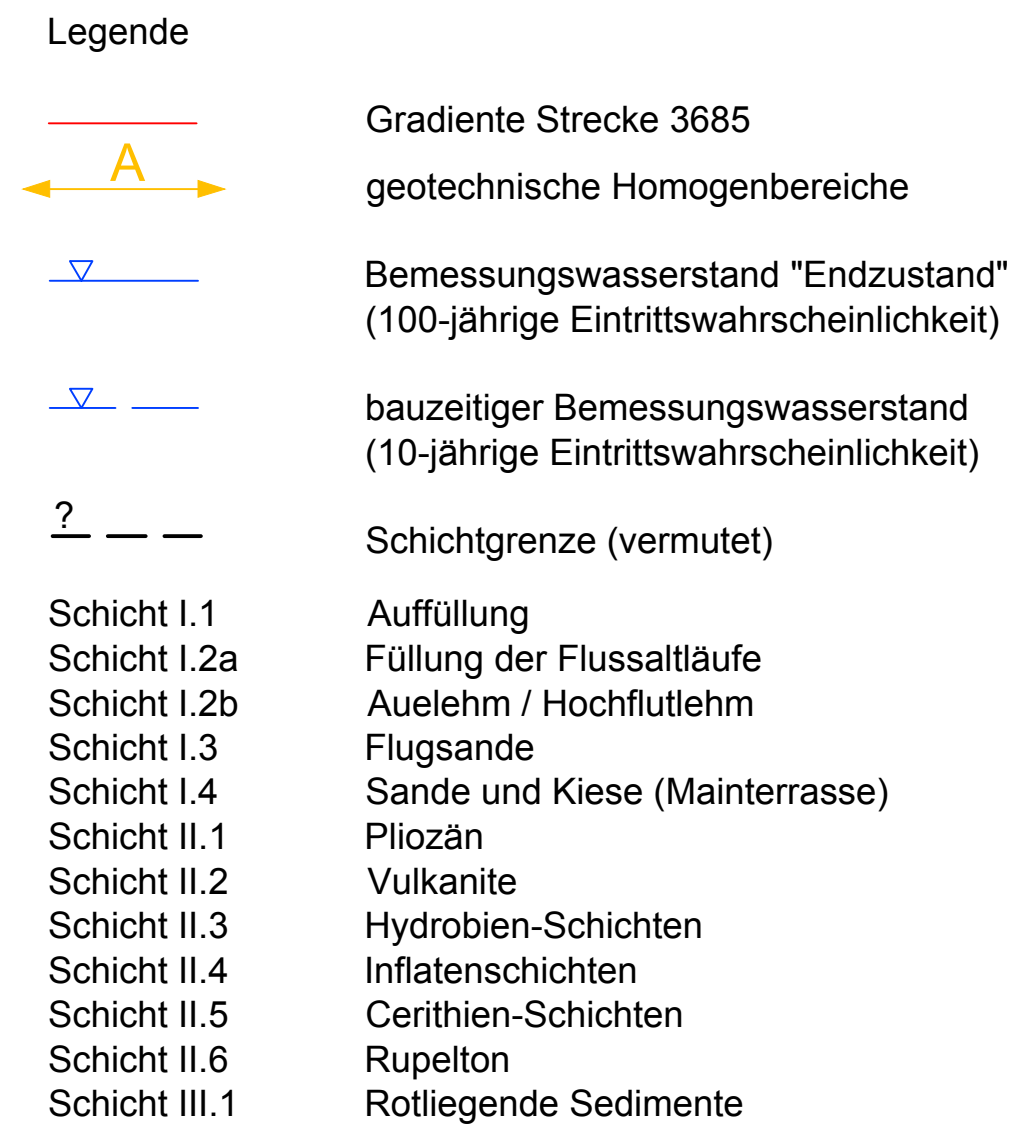 Legende
Gradiente Strecke 3685
A
geotechnische Homogenbereiche
Bemessungswasserstand "Endzustand"
(100-jährige Eintrittswahrscheinlichkeit)
bauzeitiger Bemessungswasserstand
(10-jährige Eintrittswahrscheinlichkeit)
?
Schichtgrenze (vermutet)
Schicht I.1 Auffüllung
Schicht I.2a Füllung der Flussaltläufe
Schicht I.2b Auelehm / Hochflutlehm
Schicht I.3 Flugsande
Schicht I.4 Sande und Kiese (Mainterrasse)
Schicht II.1 Pliozän
Schicht II.2 Vulkanite
Schicht II.3 Hydrobien-Schichten
Schicht II.4 Inflatenschichten
Schicht II.5 Cerithien-Schichten
Schicht II.6 Rupelton
Schicht III.1 Rotliegende Sedimente